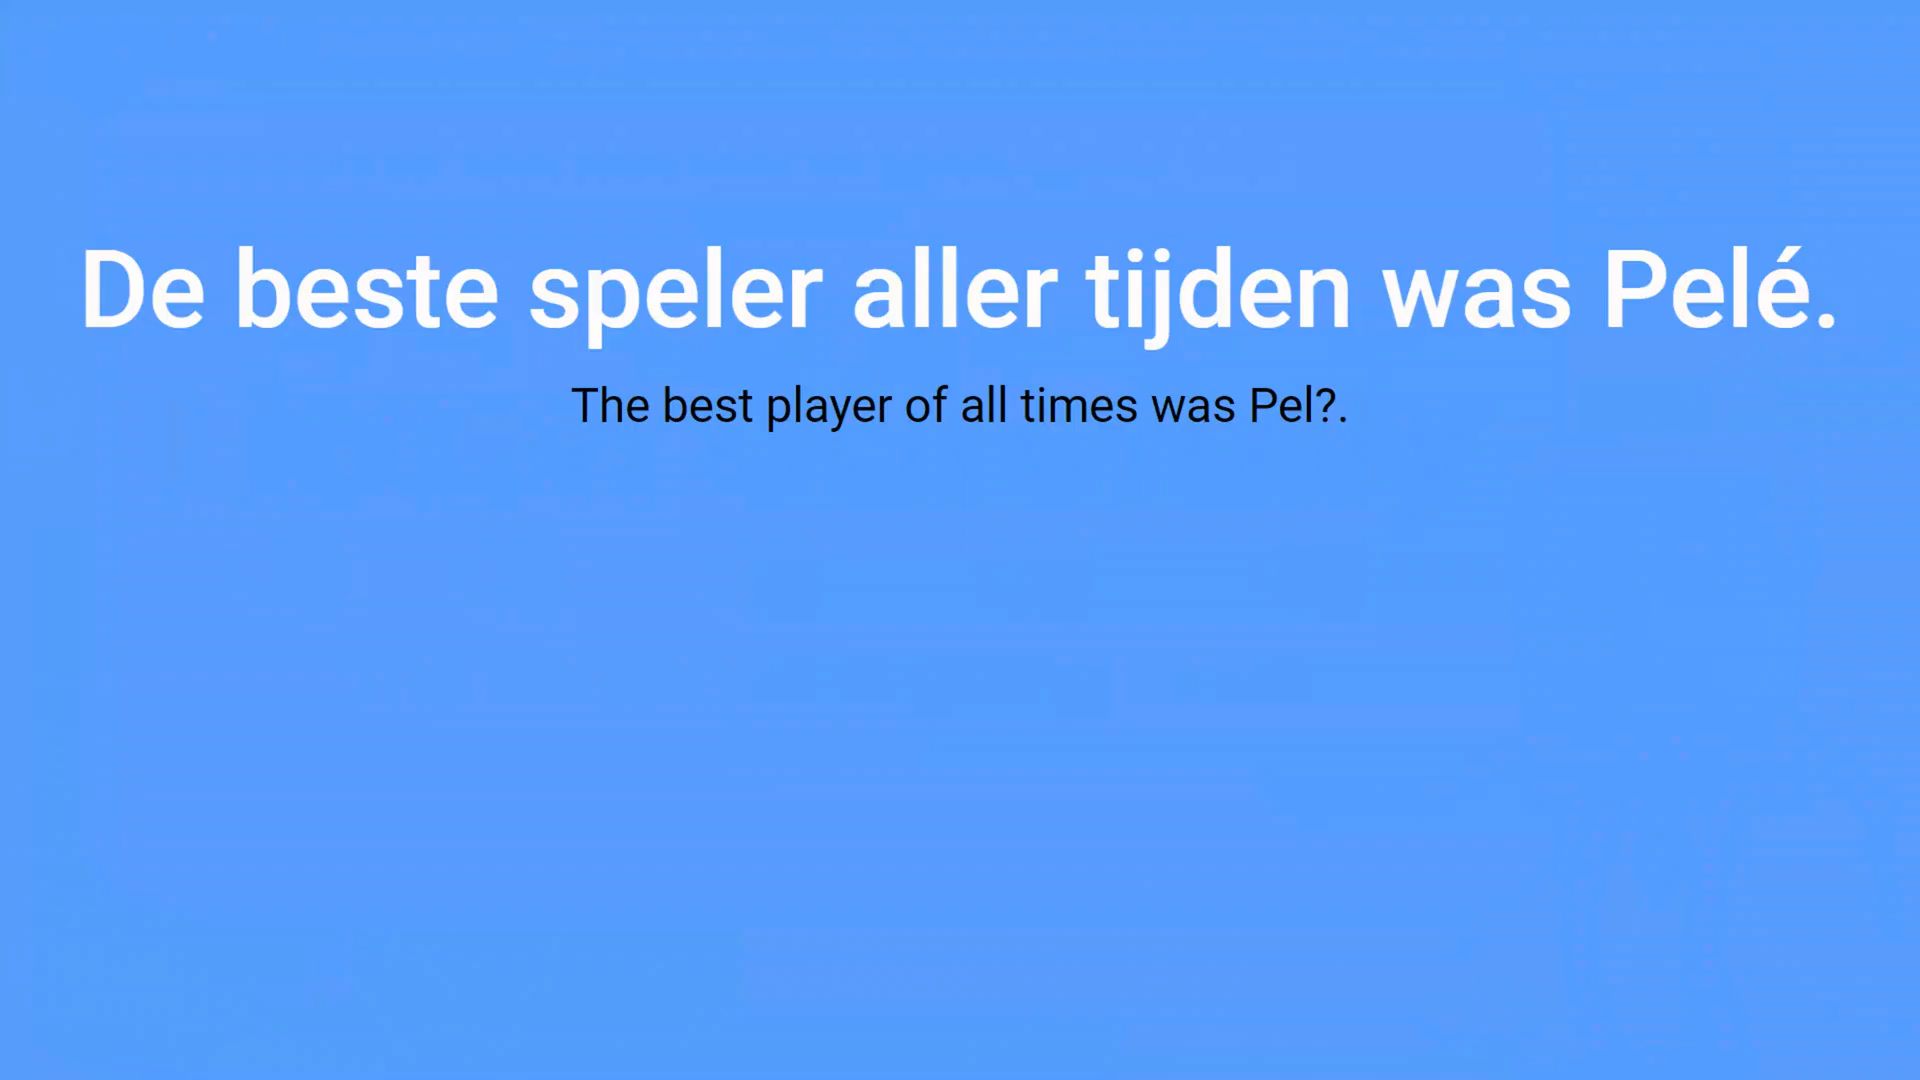 De beste speler aller tijden was Pelé.
The best player of all times was Pel?.